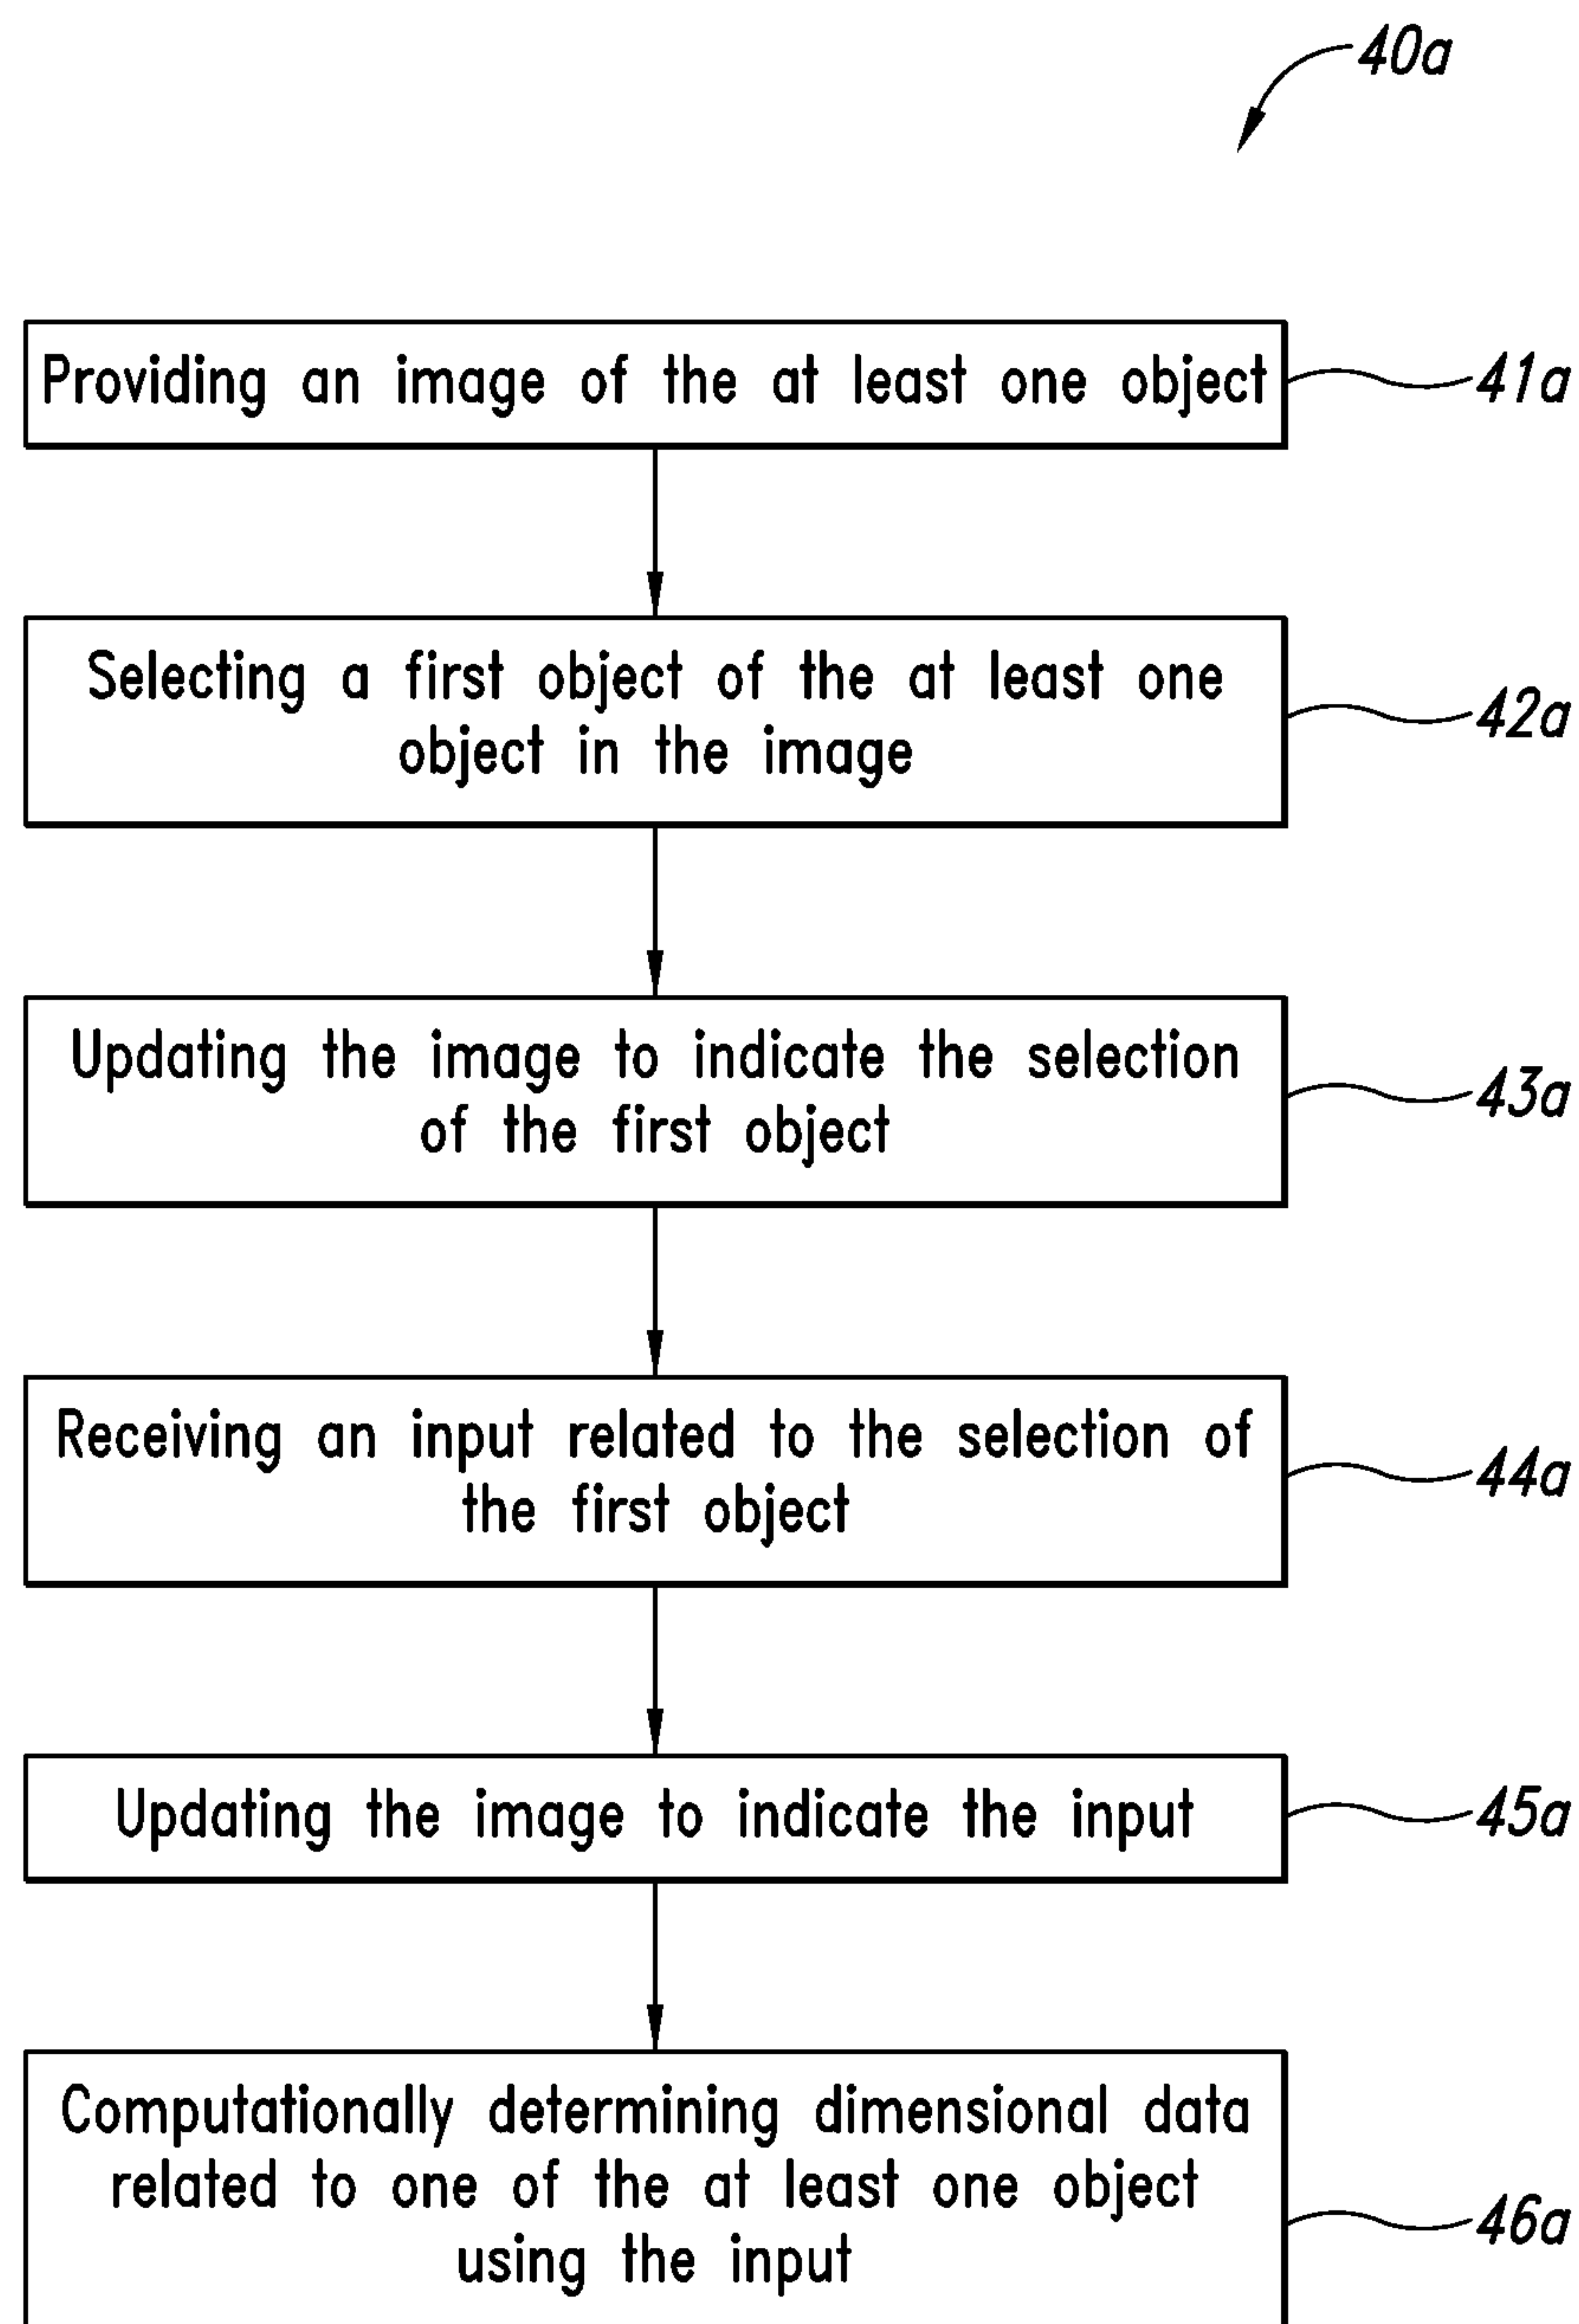 40a
Providing an image of the at least one object
41a
Selecting a first object of the at least one
object in the image
42a
Updating the image to indicate the selection
of the first object
43a
Receiving an input related to the selection of
the first object
44a
Updating the image to indicate the input
45a
Computationally determining dimensional data
related to one of the at least one object
using the input
46a